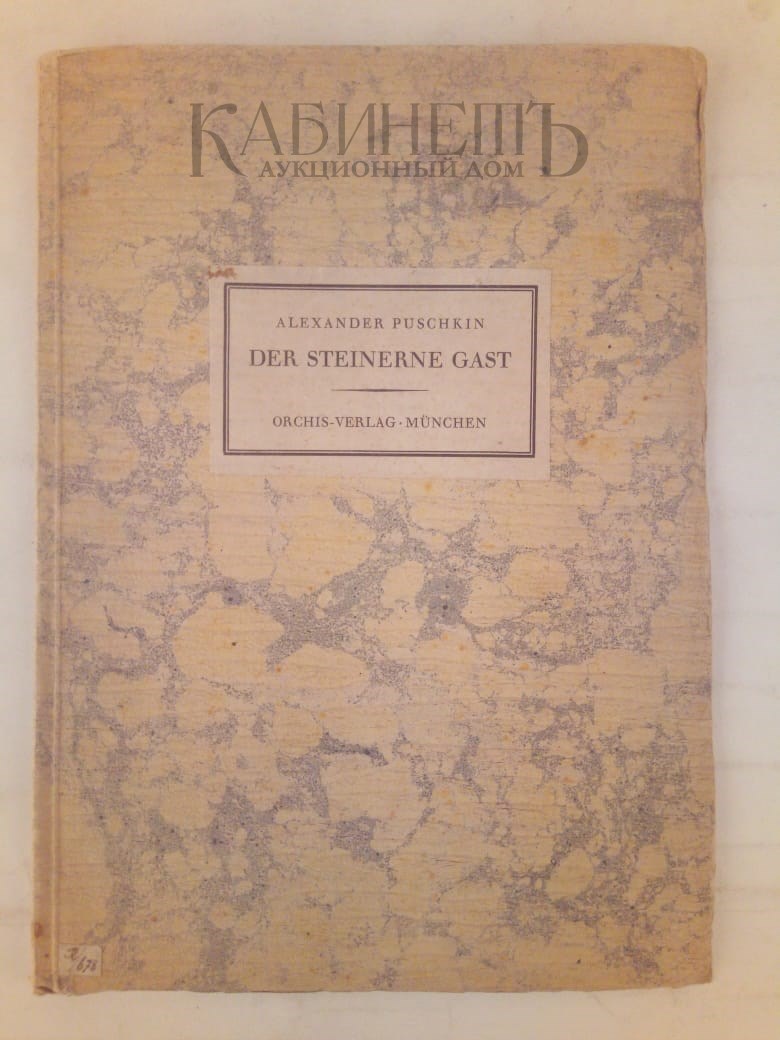 КАБИНЕТЪ
АУКЦИОННЫЙ ДОМ
ALEXANDER PUSCHKIN
DER STEINERNE GAST
ORCHIS-VERLAG · MÜNCHEN